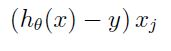 (h_θ(x) − y) x_j